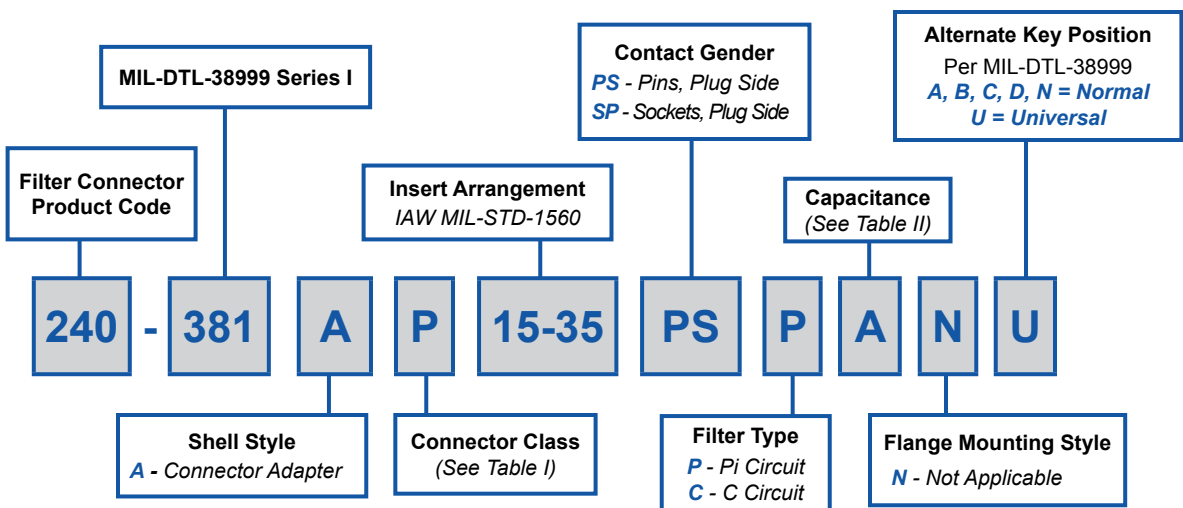 MIL-DTL-38999 Series I
Contact Gender
PS - Pins, Plug Side
SP - Sockets, Plug Side
Alternate Key Position
Per MIL-DTL-38999
A, B, C, D, N = Normal
U = Universal
Filter Connector
Product Code
Insert Arrangement
IAW MIL-STD-1560
Capacitance
(See Table II)
240 - 381 A P 15-35 PS P A N U
Shell Style
A - Connector Adapter
Connector Class
(See Table I)
Filter Type
P - Pi Circuit
C - C Circuit
Flange Mounting Style
N - Not Applicable